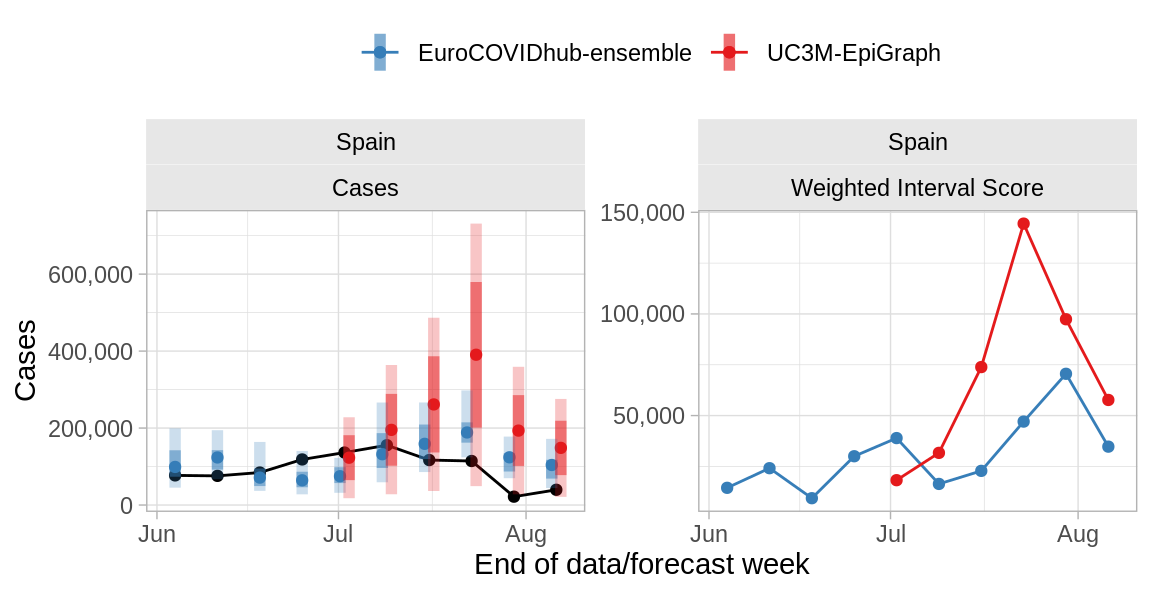 EuroCOVIDhub-ensemble UC3M-EpiGraph
Spain
Cases
Cases
600,000
400,000
200,000
0
Jun Jul Aug
Spain
Weighted Interval Score
150,000
100,000
50,000
Jun Jul Aug
End of data/forecast week